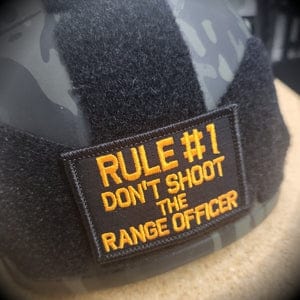 RULE #1
DON'T SHOOT
THE
RANGE OFFICER